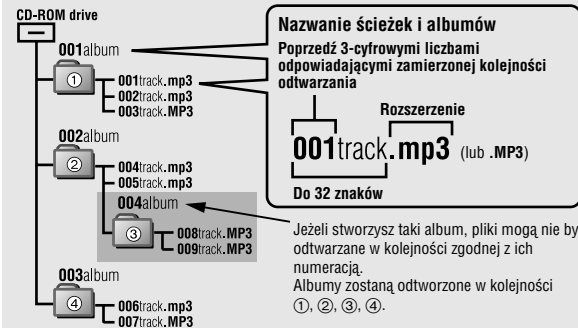 CD-ROM drive
001album
①
001track.mp3
002track.mp3
003track.MP3
002album
②
004track.mp3
005track.mp3
004album
③
008track.MP3
009track.MP3
003album
④
006track.mp3
007track.MP3
Nazwanie ścieżek i albumów
Poprzedź 3-cyfrowymi liczbami
odpowiadającymi zamierzonej kolejności
odtwarzania
Rozszerzenie
001track.mp3 (lub .MP3)
Do 32 znaków
Jeżeli stworzysz taki album, pliki mogą nie by
odtwarzane w kolejności zgodnej z ich
numeracją.
Albumy zostaną odtworzone w kolejności
①, ②, ③, ④.